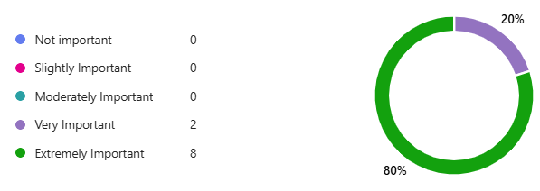 Not important 0
Slightly Important 0
Moderately Important 0
Very Important 2
Extremely Important 8
20%
80%